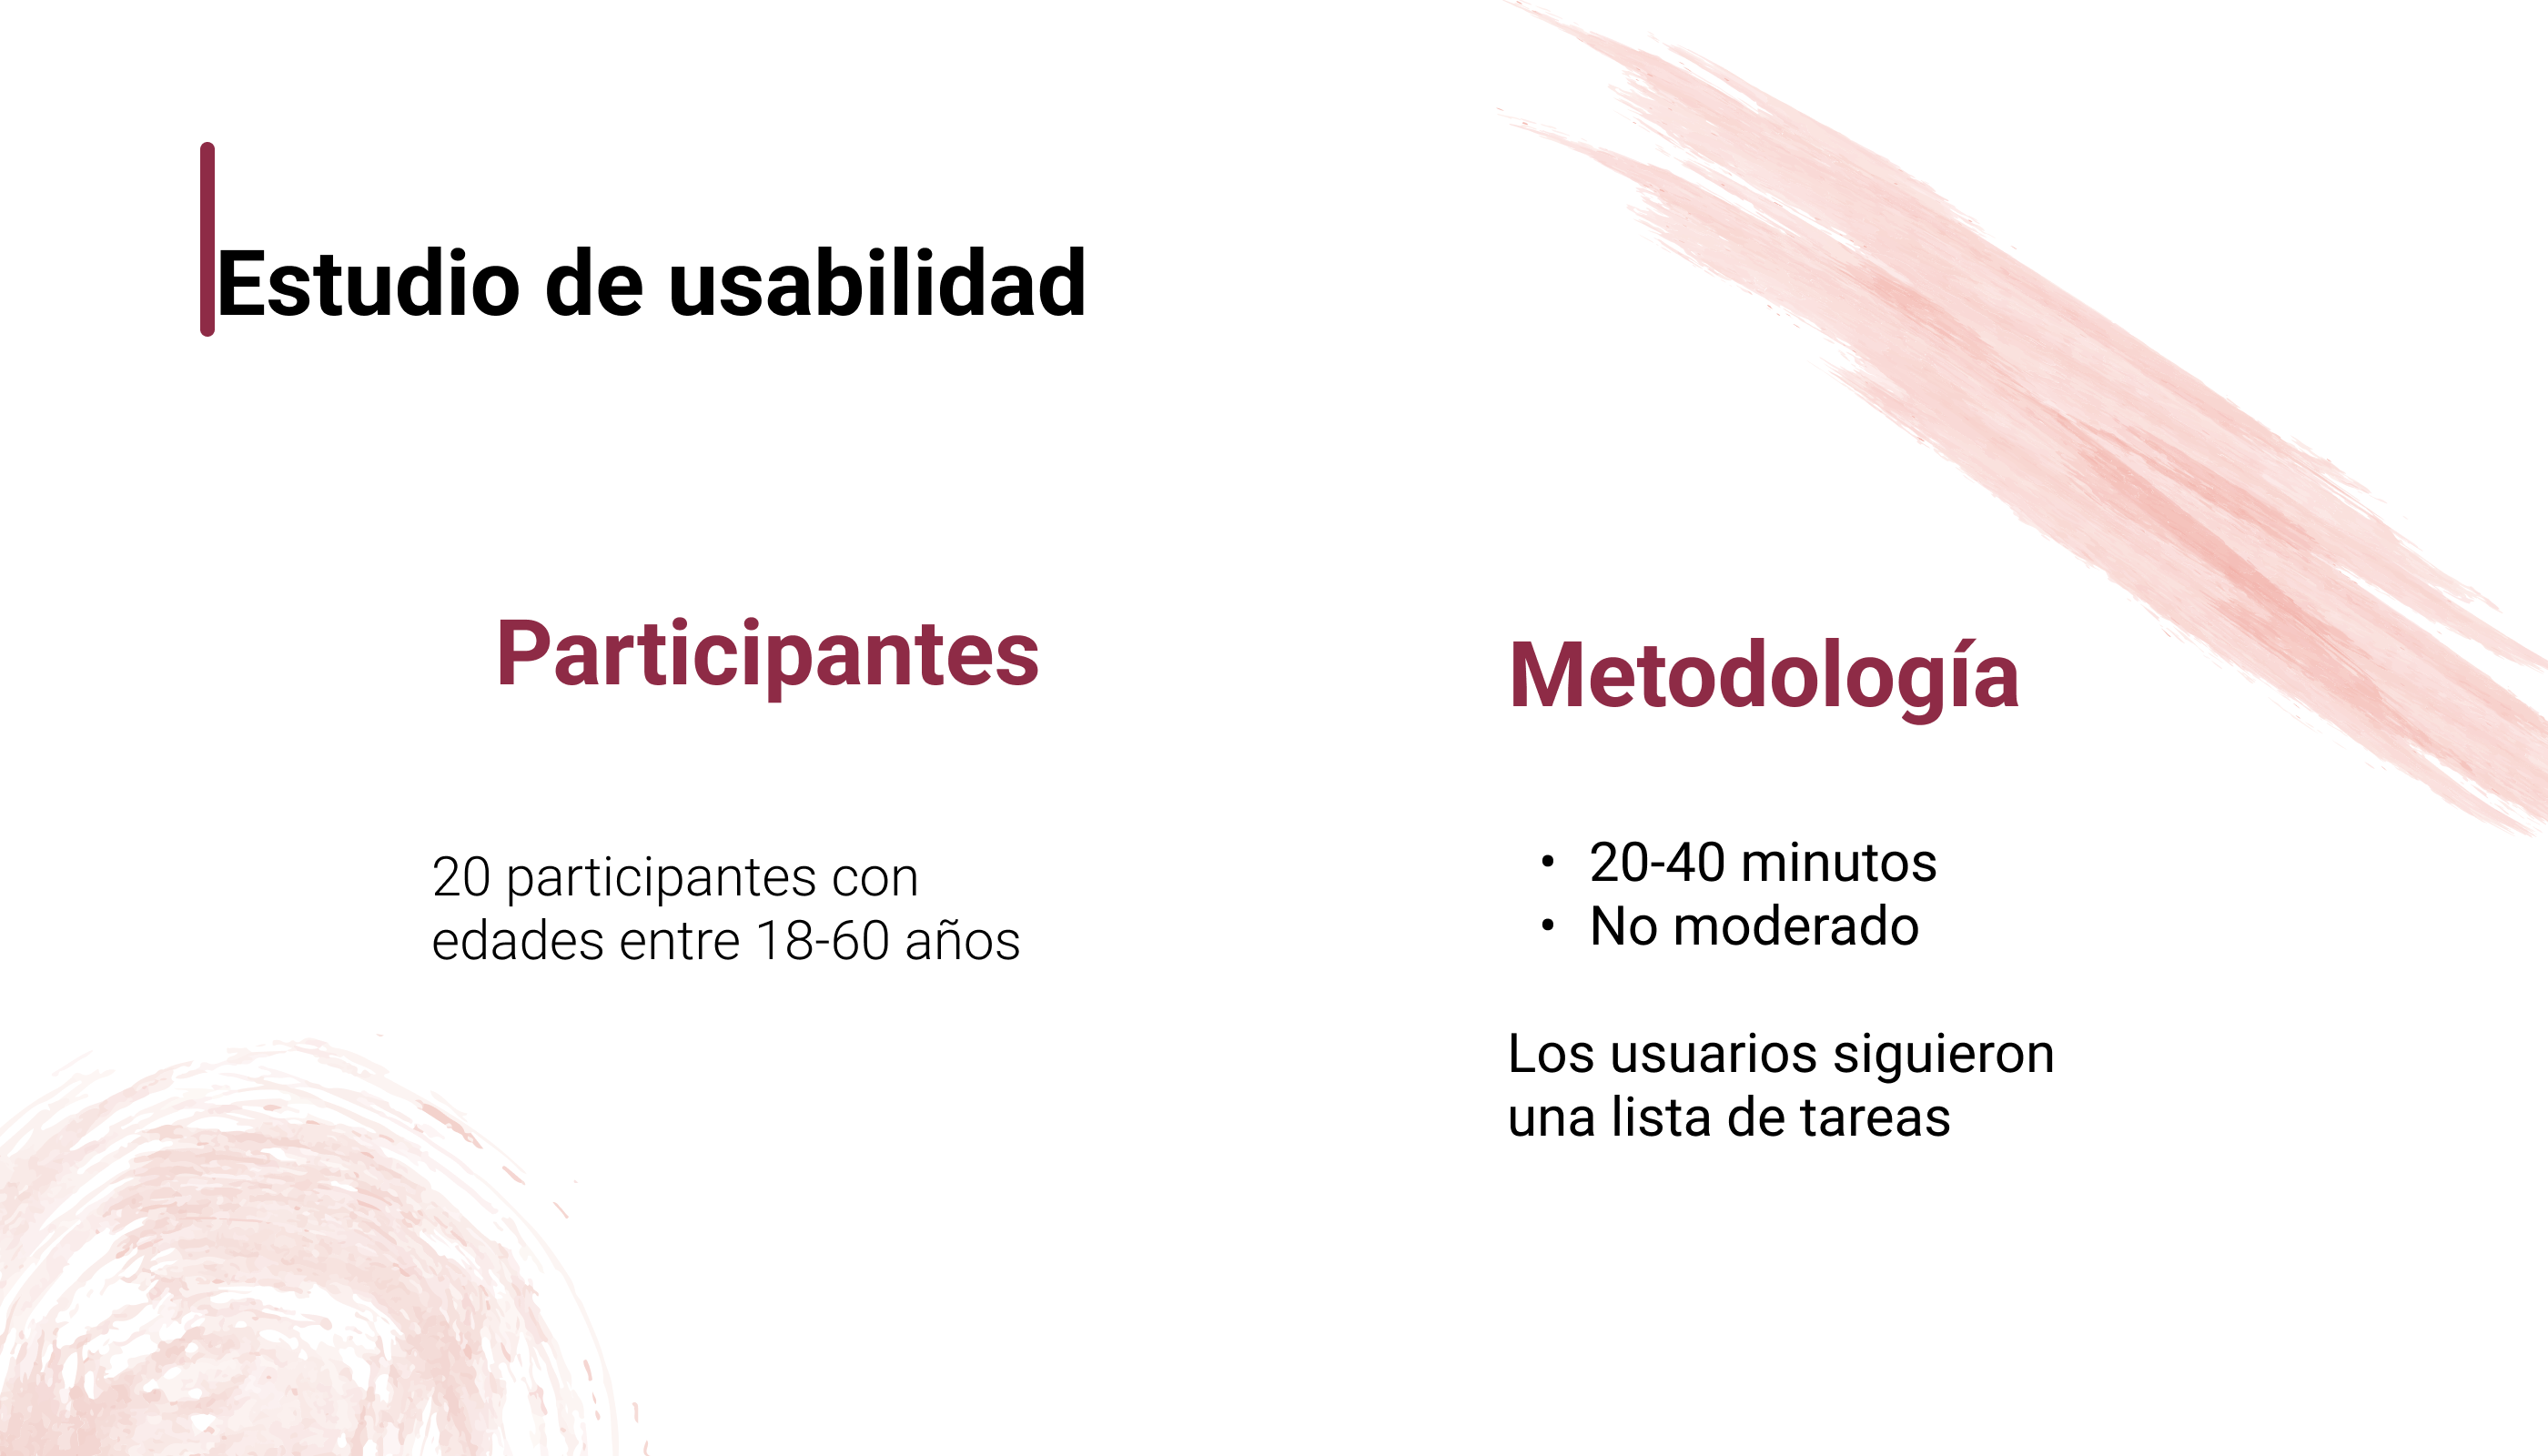 Estudio de usabilidad
Participantes
20 participantes con
edades entre 18-60 años
Metodología
• 20-40 minutos
• No moderado
Los usuarios siguieron
una lista de tareas